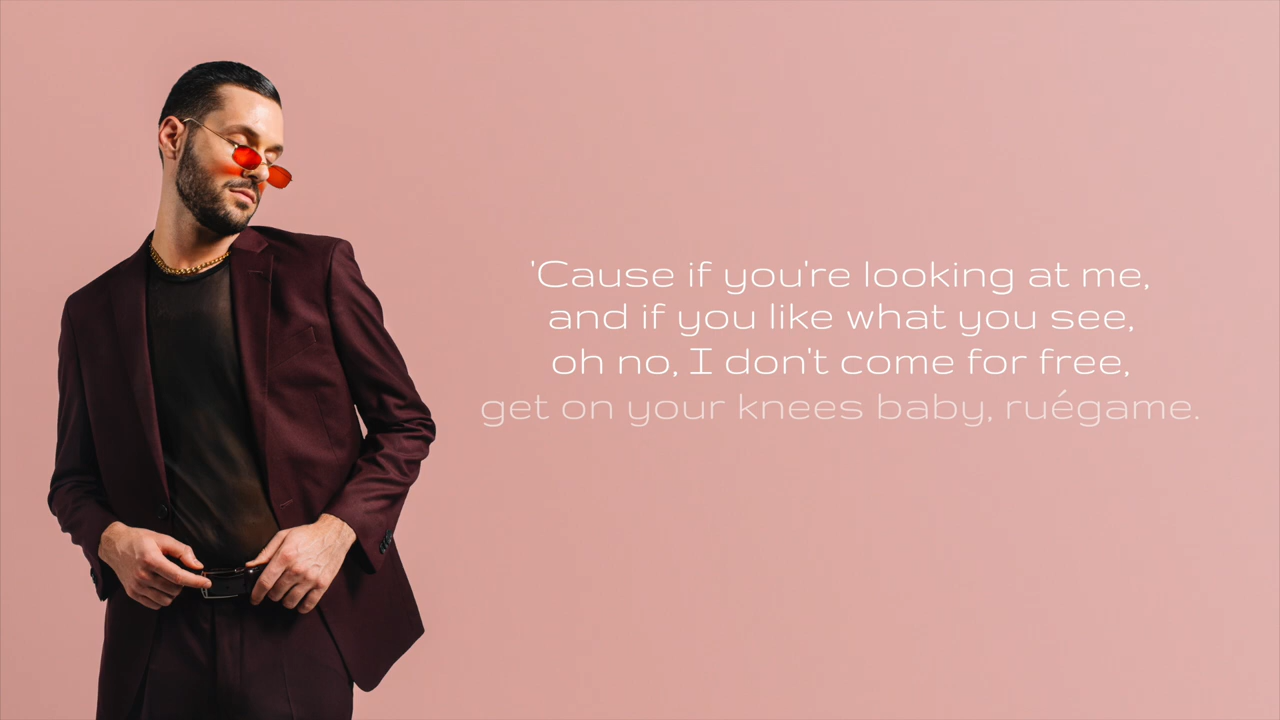 'Cause if you're looking at me,
and if you like what you see,
oh no, I don't come for free,
get on your knees baby, ruégame.